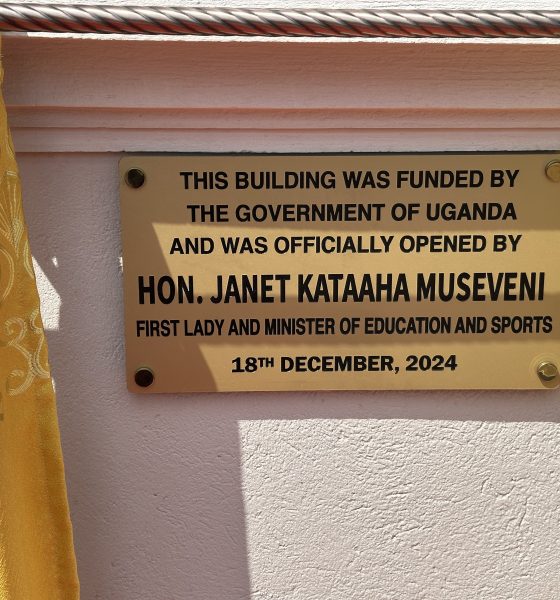 THIS BUILDING WAS FUNDED BY
THE GOVERNMENT OF UGANDA
AND WAS OFFICIALLY OPENED BY
HON. JANET KATAAHA MUSEVENI
FIRST LADY AND MINISTER OF EDUCATION AND SPORTS
18TH DECEMBER, 2024